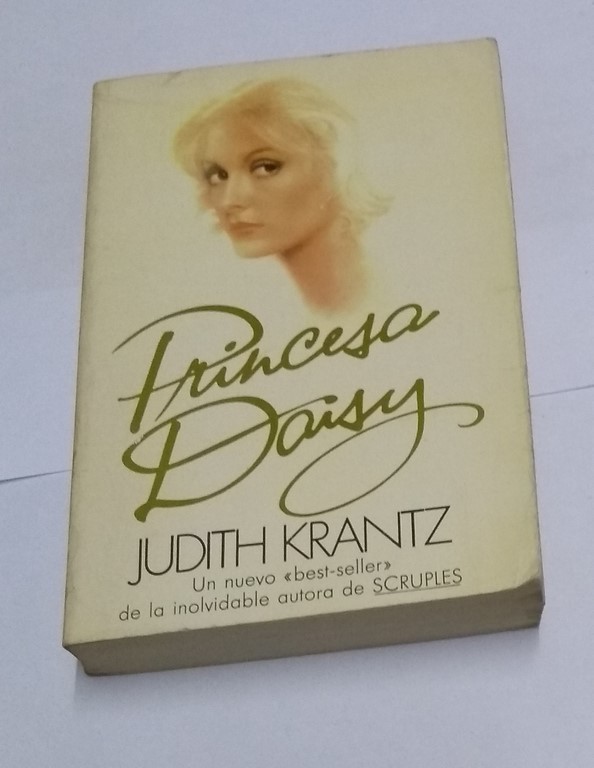 Princesa
Daisy
JUDITH KRANTZ
Un nuevo «best-seller»
de la inolvidable autora de SCRUPLES